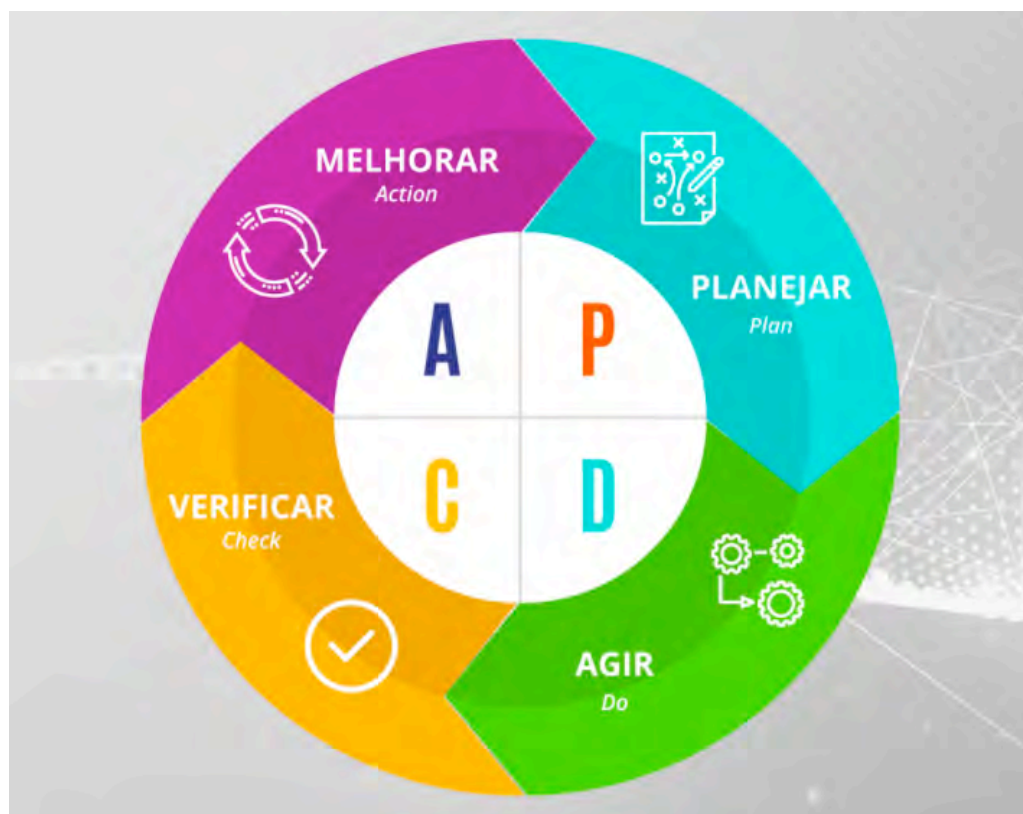 MELHORAR
Action
PLANEJAR
Plan
A
P
C
D
VERIFICAR
Check
AGIR
Do